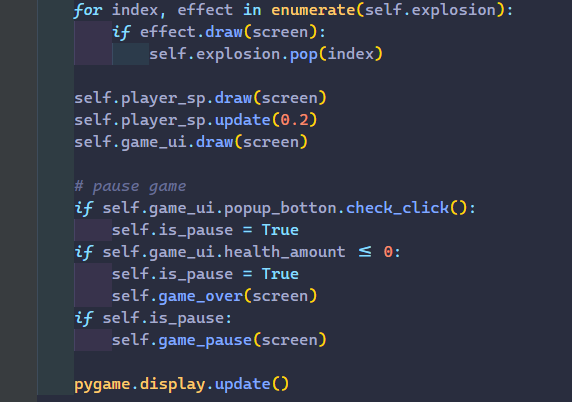 for index, effect in enumerate(self.explosion):
    if effect.draw(screen):
        self.explosion.pop(index)

self.player_sp.draw(screen)
self.player_sp.update(0.2)
self.game_ui.draw(screen)

# pause game
if self.game_ui.popup_botton.check_click():
    self.is_pause = True
if self.game_ui.health_amount ≤ 0:
    self.is_pause = True
    self.game_over(screen)
if self.is_pause:
    self.game_pause(screen)

pygame.display.update()